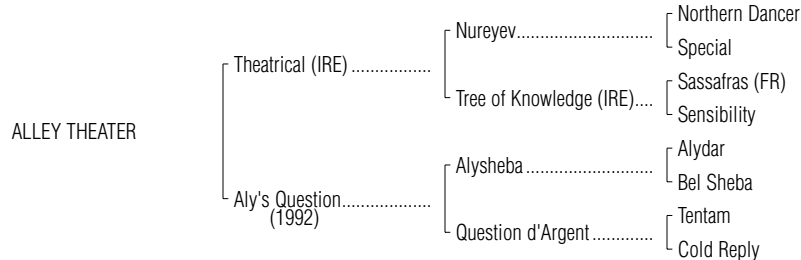 Northern Dancer
Nureyev
Special
Theatrical (IRE)
Sassafras (FR)
Tree of Knowledge (IRE)
Sensibility
ALLEY THEATER
Alydar
Alysheba
Bel Sheba
Aly's Question
(1992)
Tentam
Question d'Argent
Cold Reply